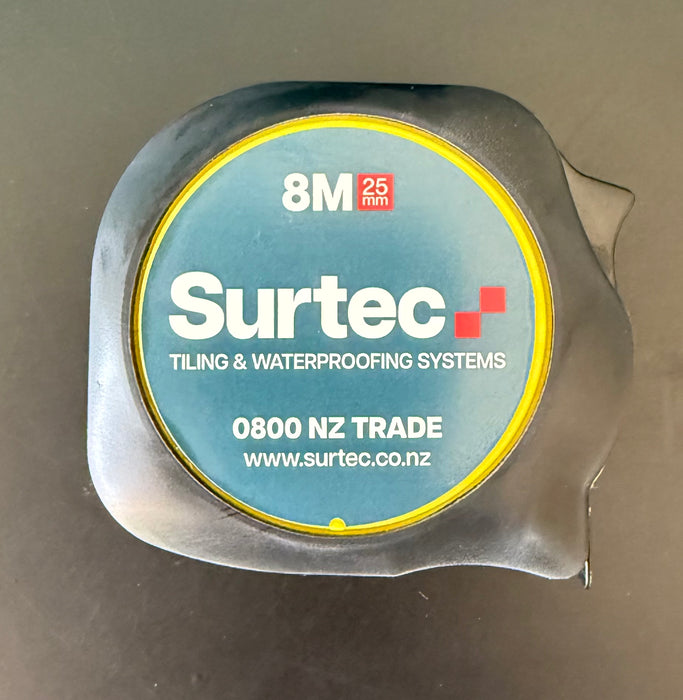 8M 25 mm
Surtec
TILING & WATERPROOFING SYSTEMS
0800 NZ TRADE
www.surtec.co.nz